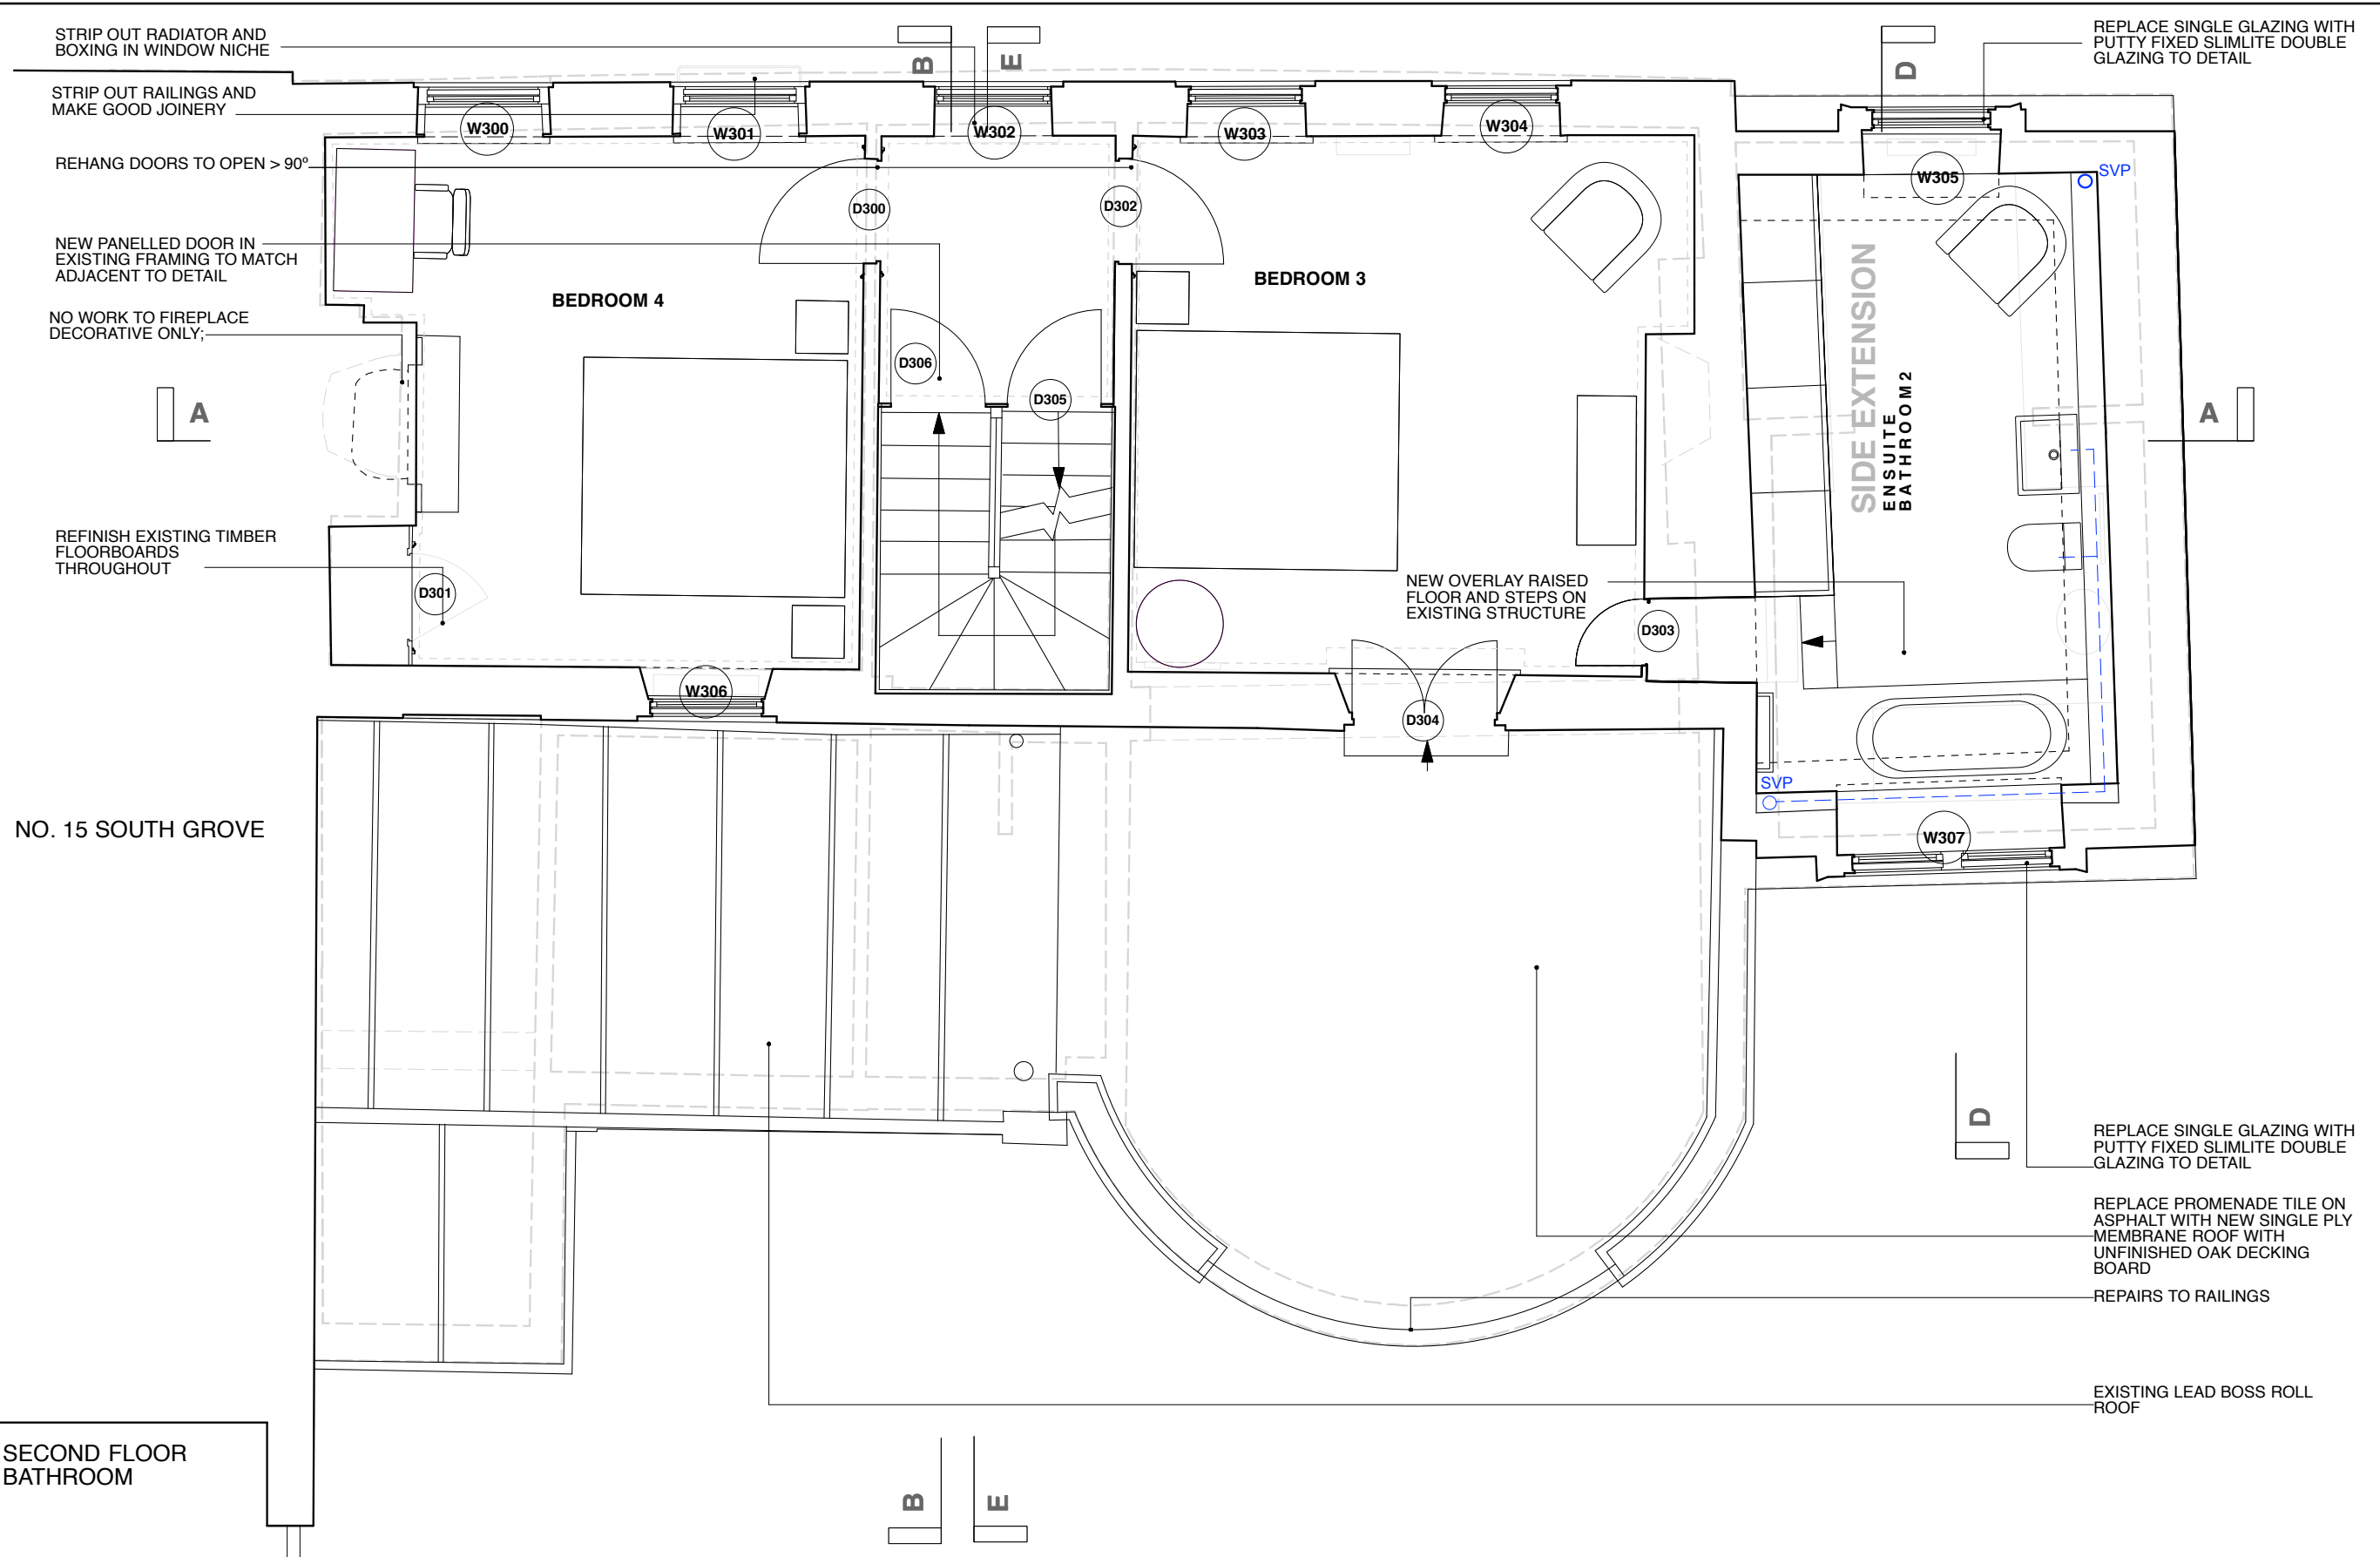 STRIP OUT RADIATOR AND
BOXING IN WINDOW NICHE
B
E
D
REPLACE SINGLE GLAZING WITH
PUTTY FIXED SLIMLITE DOUBLE
GLAZING TO DETAIL
STRIP OUT RAILINGS AND
MAKE GOOD JOINERY
W300
W301
W302
W303
W304
W305
SVP
REHANG DOORS TO OPEN > 90º
D300
D302
NEW PANELLED DOOR IN
EXISTING FRAMING TO MATCH
ADJACENT TO DETAIL
BEDROOM 4
BEDROOM 3
NO WORK TO FIREPLACE
DECORATIVE ONLY;
D306
D305
A
A
SIDE EXTENSION
ENSUITE
BATHROOM2
REFINISH EXISTING TIMBER
FLOORBOARDS
THROUGHOUT
D301
NEW OVERLAY RAISED
FLOOR AND STEPS ON
EXISTING STRUCTURE
D303
W306
D304
SVP
NO. 15 SOUTH GROVE
W307
D
REPLACE SINGLE GLAZING WITH
PUTTY FIXED SLIMLITE DOUBLE
GLAZING TO DETAIL
REPLACE PROMENADE TILE ON
ASPHALT WITH NEW SINGLE PLY
MEMBRANE ROOF WITH
UNFINISHED OAK DECKING
BOARD
REPAIRS TO RAILINGS
EXISTING LEAD BOSS ROLL
ROOF
SECOND FLOOR
BATHROOM
B
E